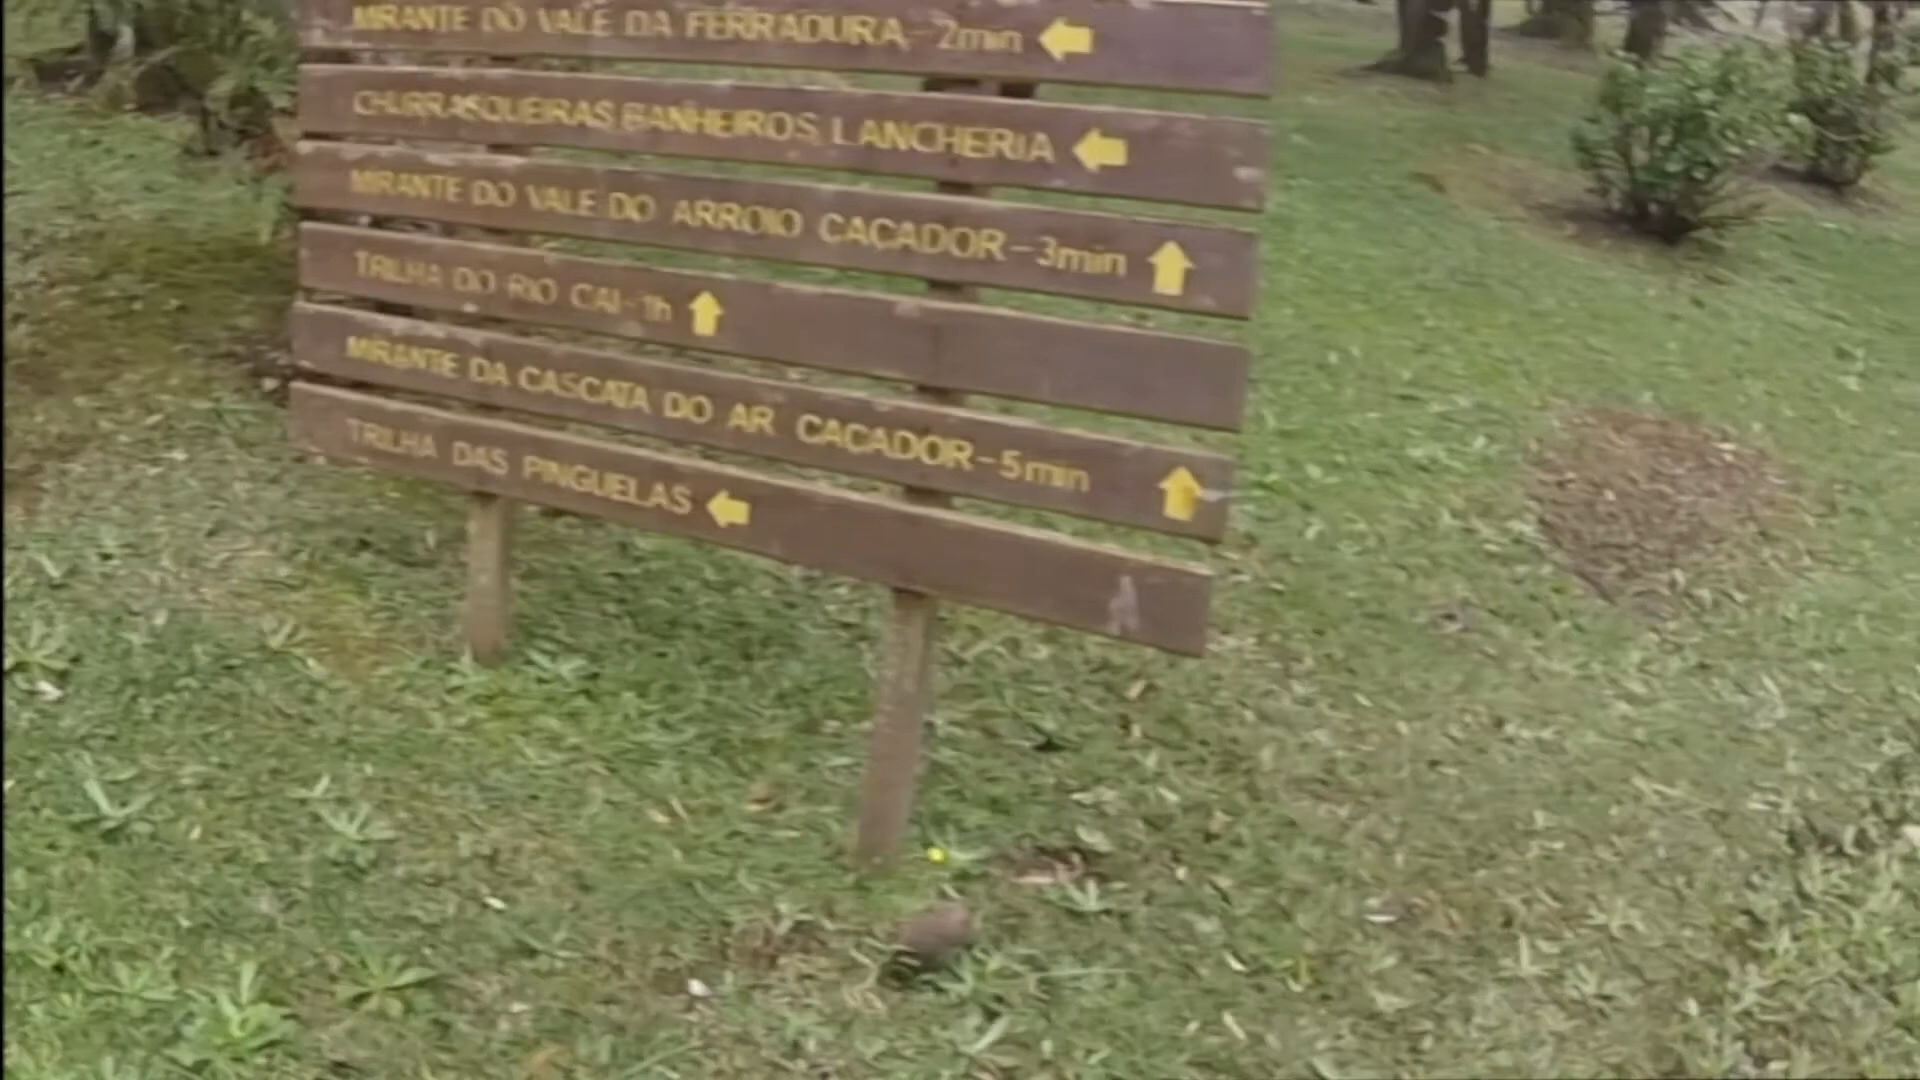 MIRANTE DO VALE DA FERRADURA - 2min
CHURRASQUEIRAS BANHEIROS LANCHERIA
MIRANTE DO VALE DO ARROIO CAÇADOR - 3min
TRILHA DO RIO CAI - 1h
MIRANTE DA CASCATA DO AR CAÇADOR - 5min
TRILHA DAS PINGUELAS